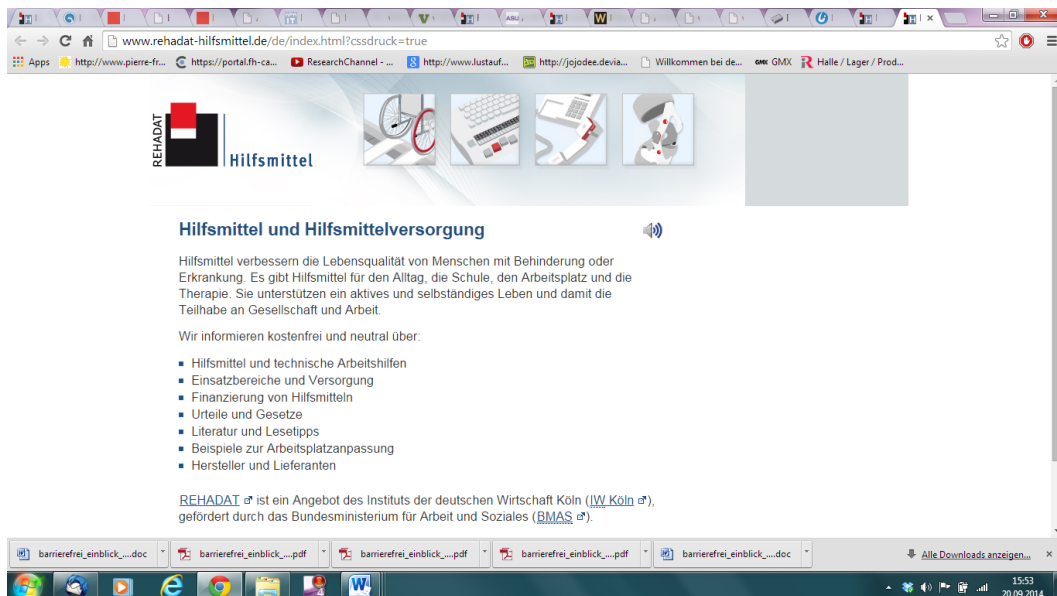 www.rehadat-hilfsmittel.de/de/index.html?cssdruck=true
Apps
http://www.pierre-fr...
https://portal.fh-ca...
ResearchChannel - ...
http://www.lustauf...
http://jojodee.devia...
Willkommen bei de...
GMX GMX
Halle / Lager / Prod...
REHADAT
Hilfsmittel
Hilfsmittel und Hilfsmittelversorgung
Hilfsmittel verbessern die Lebensqualität von Menschen mit Behinderung oder
Erkrankung. Es gibt Hilfsmittel für den Alltag, die Schule, den Arbeitsplatz und die
Therapie. Sie unterstützen ein aktives und selbständiges Leben und damit die
Teilhabe an Gesellschaft und Arbeit.
Wir informieren kostenfrei und neutral über:
Hilfsmittel und technische Arbeitshilfen
Einsatzbereiche und Versorgung
Finanzierung von Hilfsmitteln
Urteile und Gesetze
Literatur und Lesetipps
Beispiele zur Arbeitsplatzanpassung
Hersteller und Lieferanten
REHADAT ist ein Angebot des Instituts der deutschen Wirtschaft Köln (IW Köln),
gefördert durch das Bundesministerium für Arbeit und Soziales (BMAS).
barrierefrei_einblick_....doc
barrierefrei_einblick_....pdf
barrierefrei_einblick_....pdf
barrierefrei_einblick_....pdf
barrierefrei_einblick_....doc
Alle Downloads anzeigen...
15:53
20.09.2014